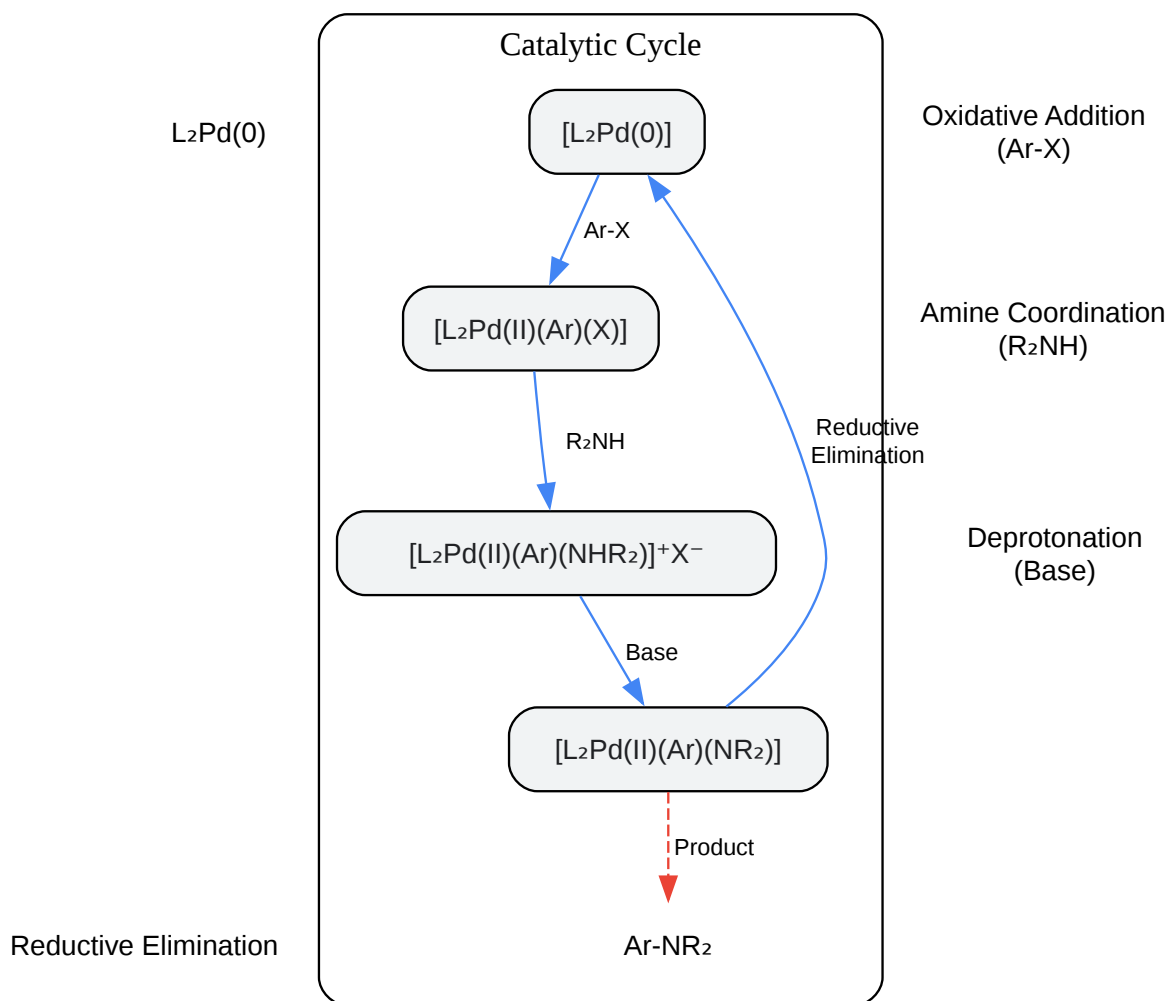 Catalytic Cycle
L₂Pd(0)
[L₂Pd(0)]
Oxidative Addition
(Ar-X)
Ar-X
[L₂Pd(II)(Ar)(X)]
Amine Coordination
(R₂NH)
R₂NH
Reductive
Elimination
[L₂Pd(II)(Ar)(NHR₂)]⁺X⁻
Deprotonation
(Base)
Base
[L₂Pd(II)(Ar)(NR₂)]
Product
Reductive Elimination
Ar-NR₂